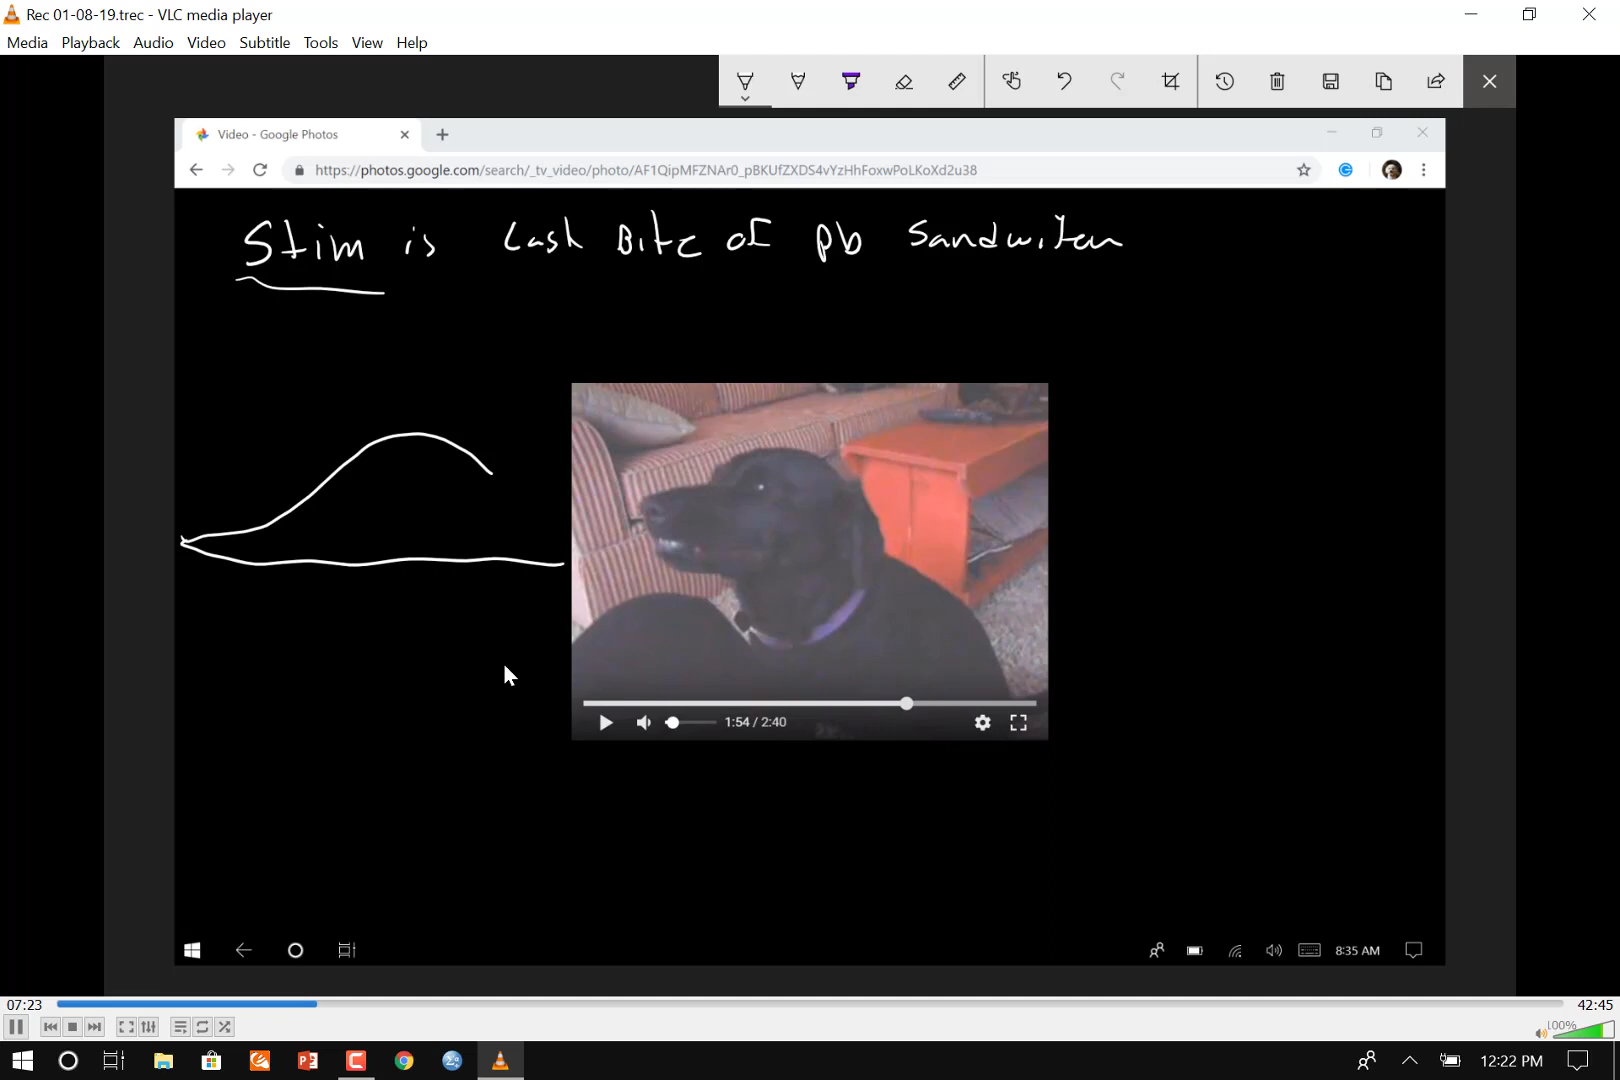 Rec 01-08-19.trec - VLC media player
Media Playback Audio Video Subtitle Tools View Help
Video - Google Photos
https://photos.google.com/search/_tv_video/photo/AF1QipMFZNAr0_pBKUfZXDS4vYzHhFoxwPoLKoXd2u38
Stim is Last Bite of pb
1:54 / 2:40
8:35 AM
07:23
42:45
100%
12:22 PM